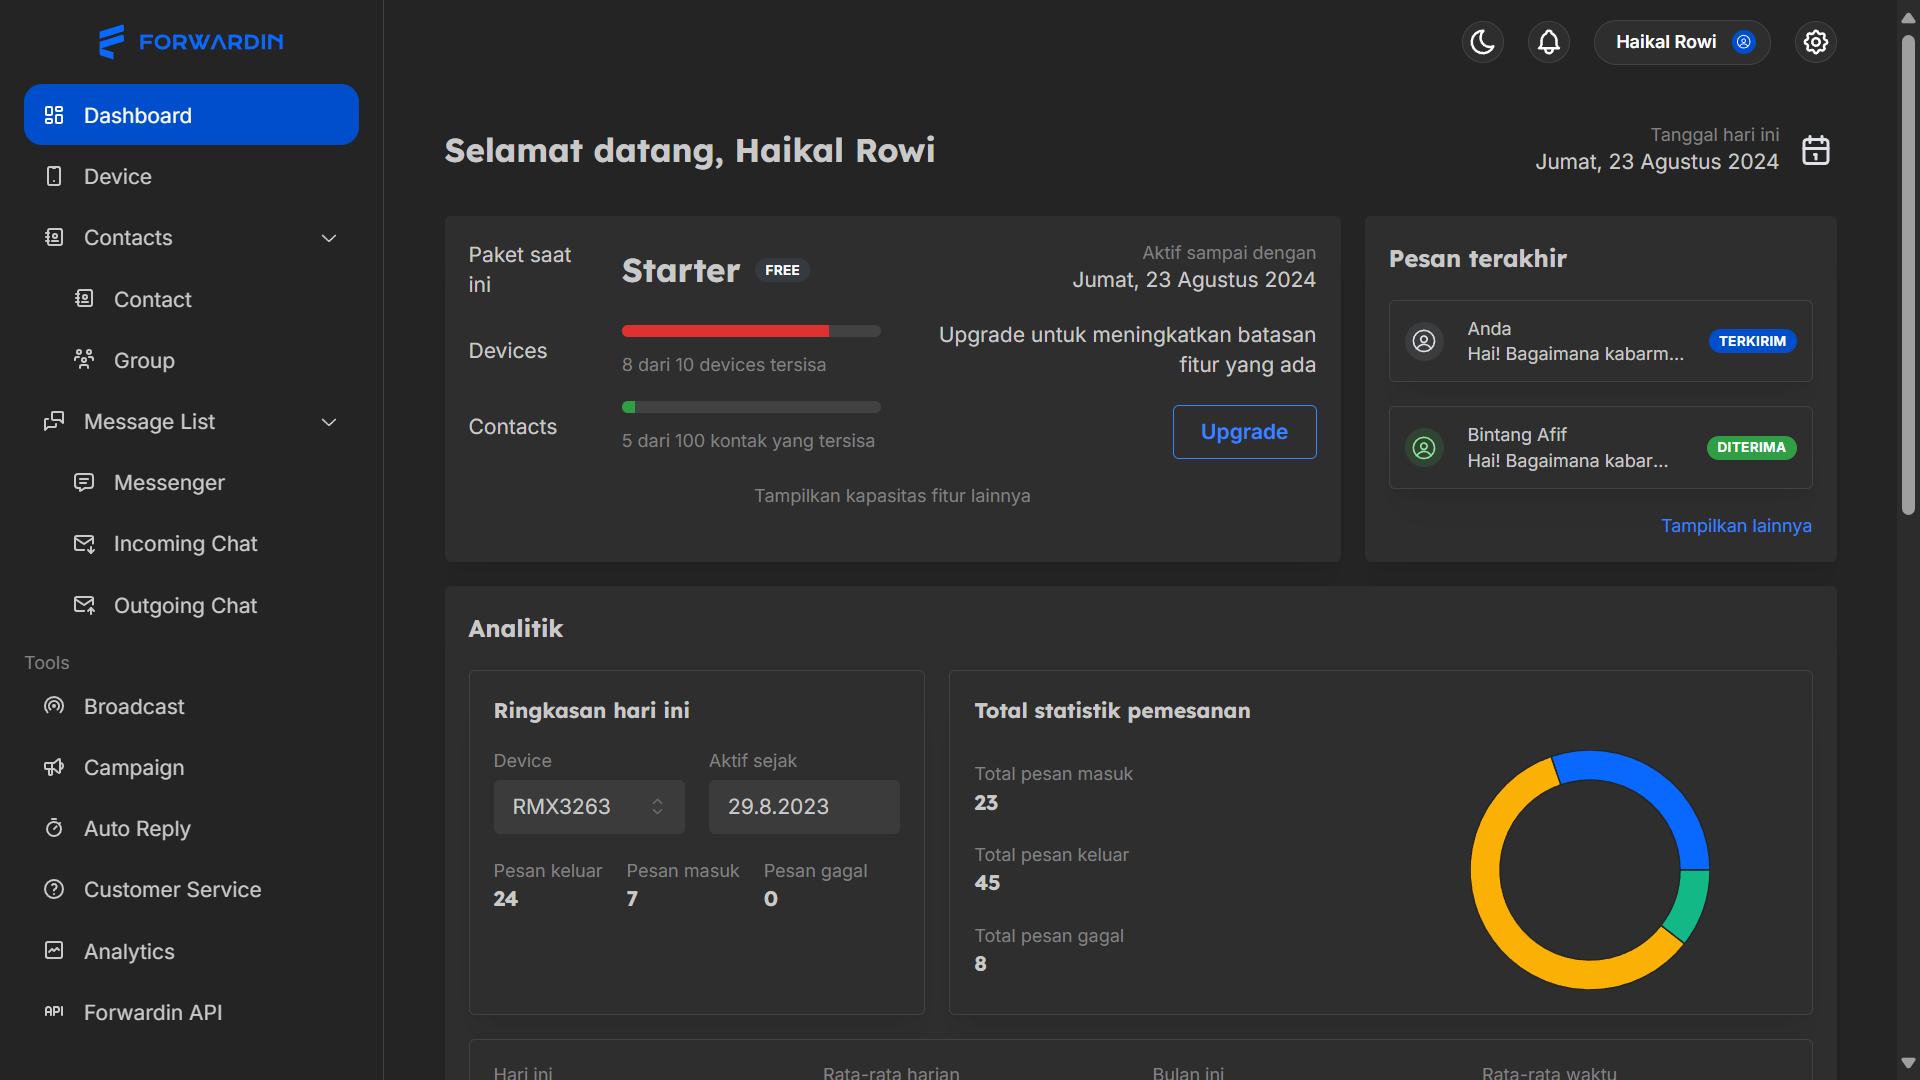 FORWARDIN
Dashboard
Device
Contacts
Contact
Group
Message List
Messenger
Incoming Chat
Outgoing Chat
Tools
Broadcast
Campaign
Auto Reply
Customer Service
Analytics
API Forwardin API
Haikal Rowi
Selamat datang, Haikal Rowi
Tanggal hari ini
Jumat, 23 Agustus 2024
Paket saat
ini
Starter FREE
Aktif sampai dengan
Jumat, 23 Agustus 2024
Devices
8 dari 10 devices tersisa
Contacts
5 dari 100 kontak yang tersisa
Upgrade untuk meningkatkan batasan
fitur yang ada
Upgrade
Tampilkan kapasitas fitur lainnya
Pesan terakhir
Anda
Hai! Bagaimana kabarm...
TERKIRIM
Bintang Afif
Hai! Bagaimana kabar...
DITERIMA
Tampilkan lainnya
Analitik
Ringkasan hari ini
Device
RMX3263
Aktif sejak
29.8.2023
Pesan keluar
24
Pesan masuk
7
Pesan gagal
0
Total statistik pemesanan
Total pesan masuk
23
Total pesan keluar
45
Total pesan gagal
8
Hari ini
Rata-rata harian
Bulan ini
Rata-rata waktu